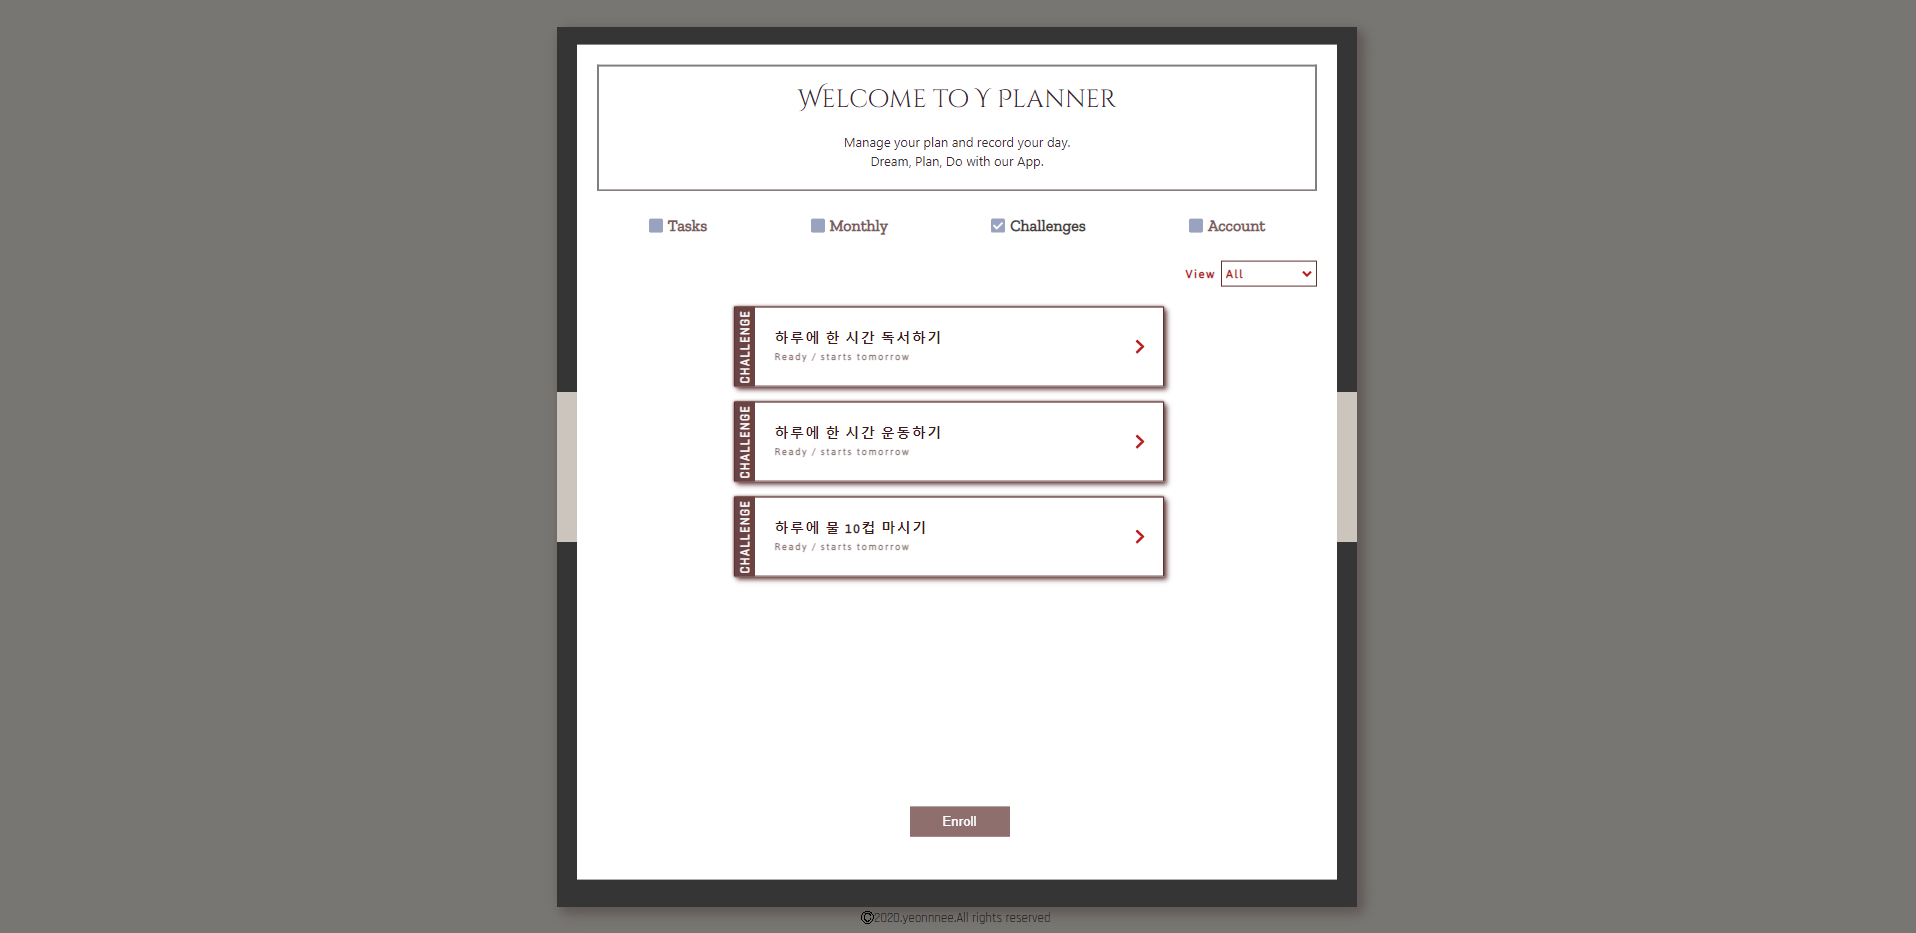 Welcome to Y Planner
Manage your plan and record your day.
Dream, Plan, Do with our App.
Tasks Monthly Challenges Account
View All
CHALLENGE
하루에 한 시간 독서하기
Ready / starts tomorrow
CHALLENGE
하루에 한 시간 운동하기
Ready / starts tomorrow
CHALLENGE
하루에 물 10컵 마시기
Ready / starts tomorrow
Enroll
©2020.yeonnnee.All rights reserved